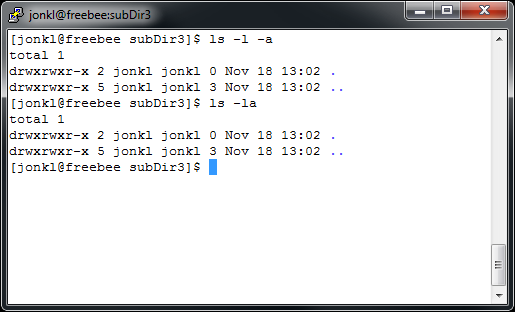 jonkl@freebee:subDir3
[jonkl@freebee subDir3]$ ls -l -a
total 1
drwxrwxr-x 2 jonkl jonkl 0 Nov 18 13:02 .
drwxrwxr-x 5 jonkl jonkl 3 Nov 18 13:02 ..
[jonkl@freebee subDir3]$ ls -la
total 1
drwxrwxr-x 2 jonkl jonkl 0 Nov 18 13:02 .
drwxrwxr-x 5 jonkl jonkl 3 Nov 18 13:02 ..
[jonkl@freebee subDir3]$